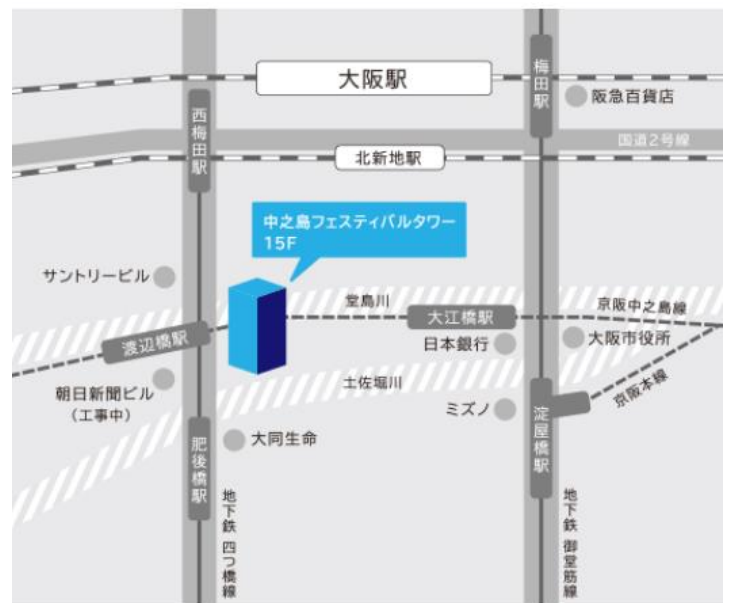 大阪駅
梅田駅
阪急百貨店
西梅田駅
国道2号線
北新地駅
中之島フェスティバルタワー
15F
サントリービル
堂島川
京阪中之島線
大江橋駅
渡辺橋駅
日本銀行
大阪市役所
朝日新聞ビル
(工事中)
土佐堀川
京阪本線
ミズノ
淀屋橋駅
大同生命
肥後橋駅
地下鉄 四つ橋線
地下鉄 御堂筋線